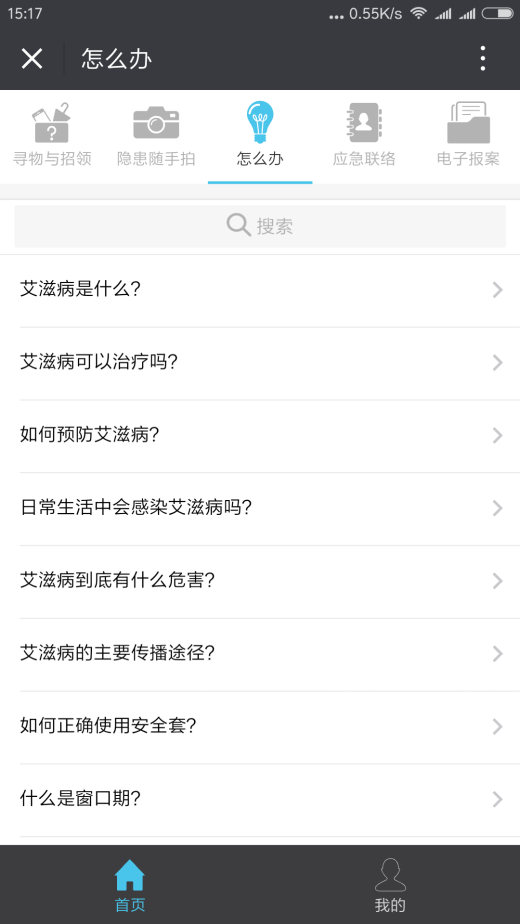 15:17
... 0.55K/s
怎么办
?
寻物与招领
隐患随手拍
怎么办
应急联络
电子报案
搜索
艾滋病是什么?
艾滋病可以治疗吗?
如何预防艾滋病?
日常生活中会感染艾滋病吗?
艾滋病到底有什么危害?
艾滋病的主要传播途径?
如何正确使用安全套?
什么是窗口期?
首页
我的